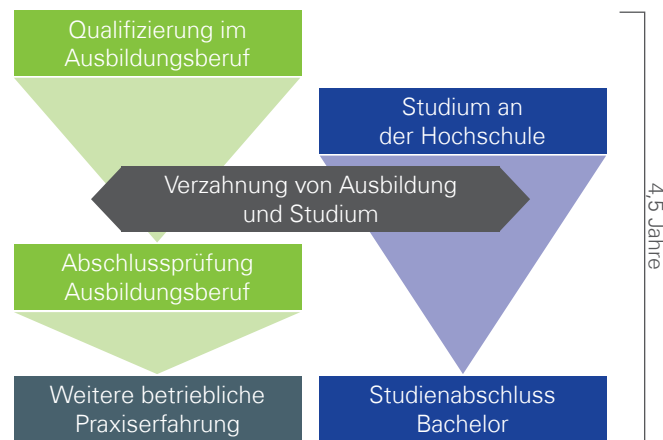 Qualifizierung im
Ausbildungsberuf
Studium an
der Hochschule
Verzahnung von Ausbildung
und Studium
4,5 Jahre
Abschlussprüfung
Ausbildungsberuf
Weitere betriebliche
Praxiserfahrung
Studienabschluss
Bachelor